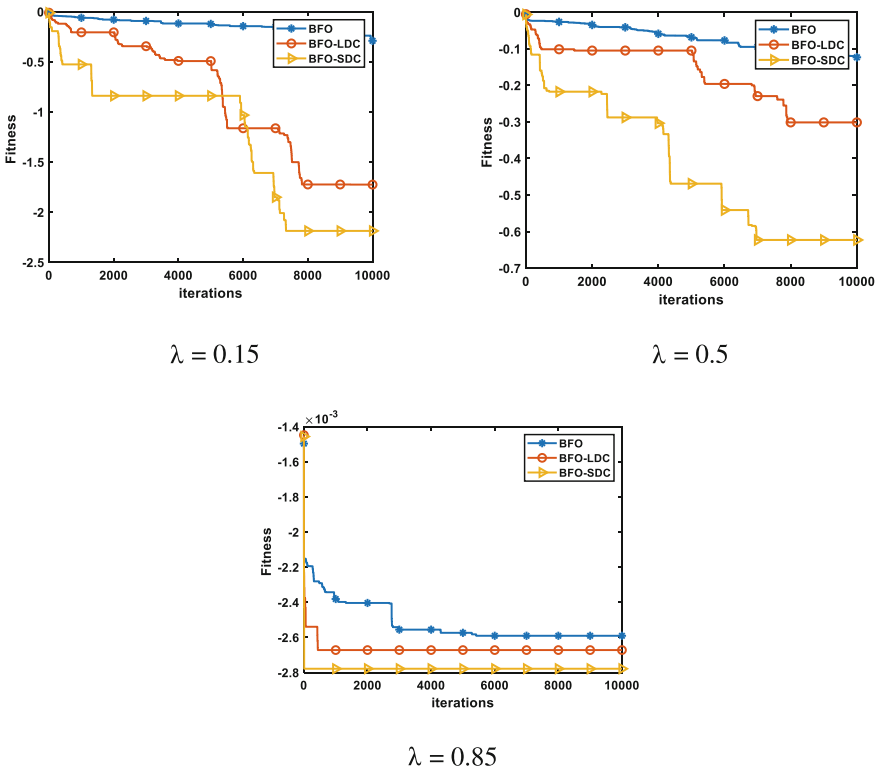 0
-0.5
-1
-1.5
-2
-2.5
Fitness
0 2000 4000 6000 8000 10000
iterations
BFO
BFO-LDC
BFO-SDC
λ = 0.15
0
-0.1
-0.2
-0.3
-0.4
-0.5
-0.6
-0.7
Fitness
0 2000 4000 6000 8000 10000
iterations
BFO
BFO-LDC
BFO-SDC
λ = 0.5
×10-3
-1.4
-1.6
-1.8
-2
-2.2
-2.4
-2.6
-2.8
Fitness
0 2000 4000 6000 8000 10000
iterations
BFO
BFO-LDC
BFO-SDC
λ = 0.85